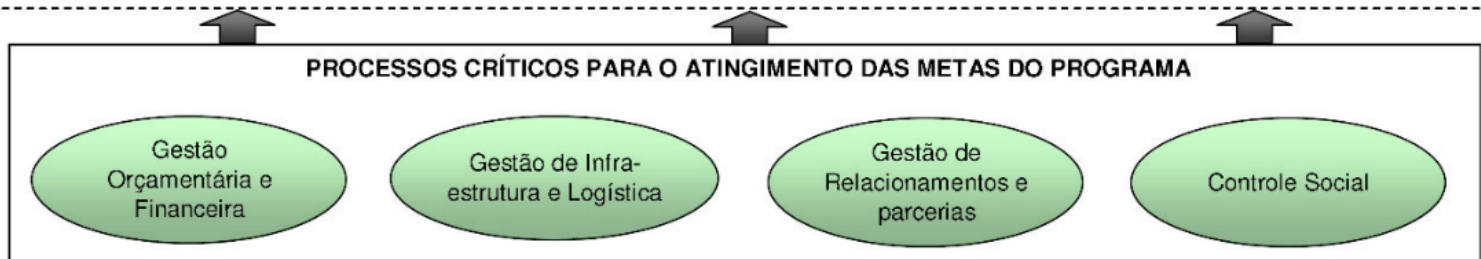 PROCESSOS CRÍTICOS PARA O ATINGIMENTO DAS METAS DO PROGRAMA
Gestão
Orçamentária e
Financeira
Gestão de Infra-
estrutura e Logística
Gestão de
Relacionamentos e
parcerias
Controle Social